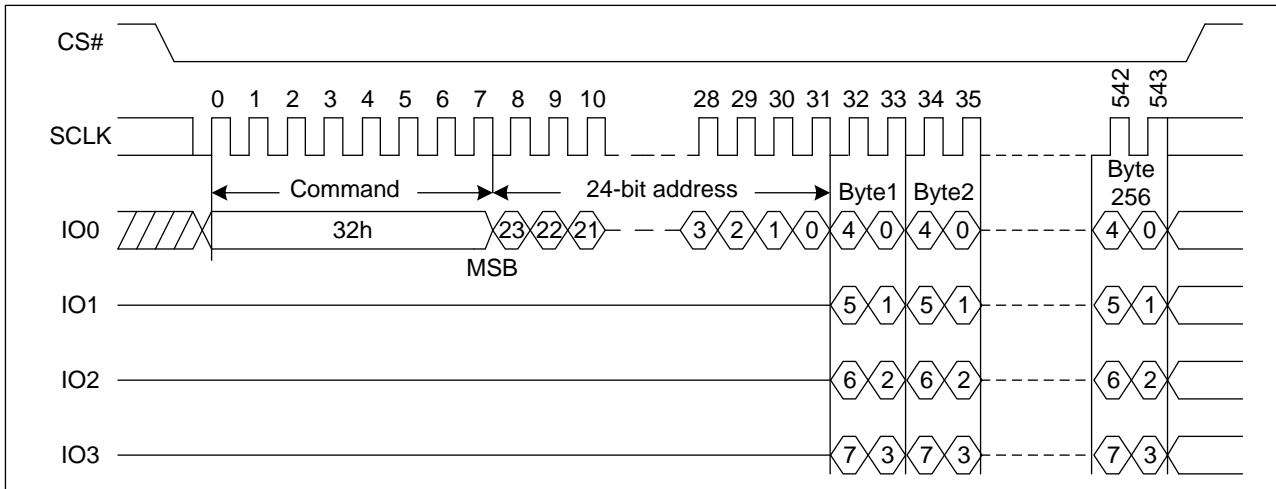 CS#
0 1 2 3 4 5 6 7 8 9 10 28 29 30 31 32 33 34 35 542 543
SCLK
Command 24-bit address Byte1 Byte2 Byte
256
IO0 32h 23 22 21 3 2 1 0 4 0 4 0 4 0
MSB
IO1 5 1 5 1 5 1
IO2 6 2 6 2 6 2
IO3 7 3 7 3 7 3